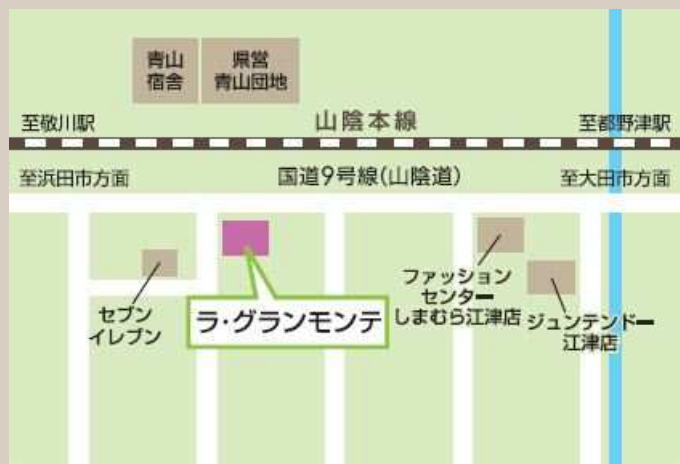 青山
宿舎
県営
青山団地
至敬川駅
山陰本線
至都野津駅
至浜田市方面
国道9号線(山陰道)
至大田市方面
セブン
イレブン
ラ・グランモンテ
ファッション
センター
しまむら江津店
ジュンテンドー
江津店